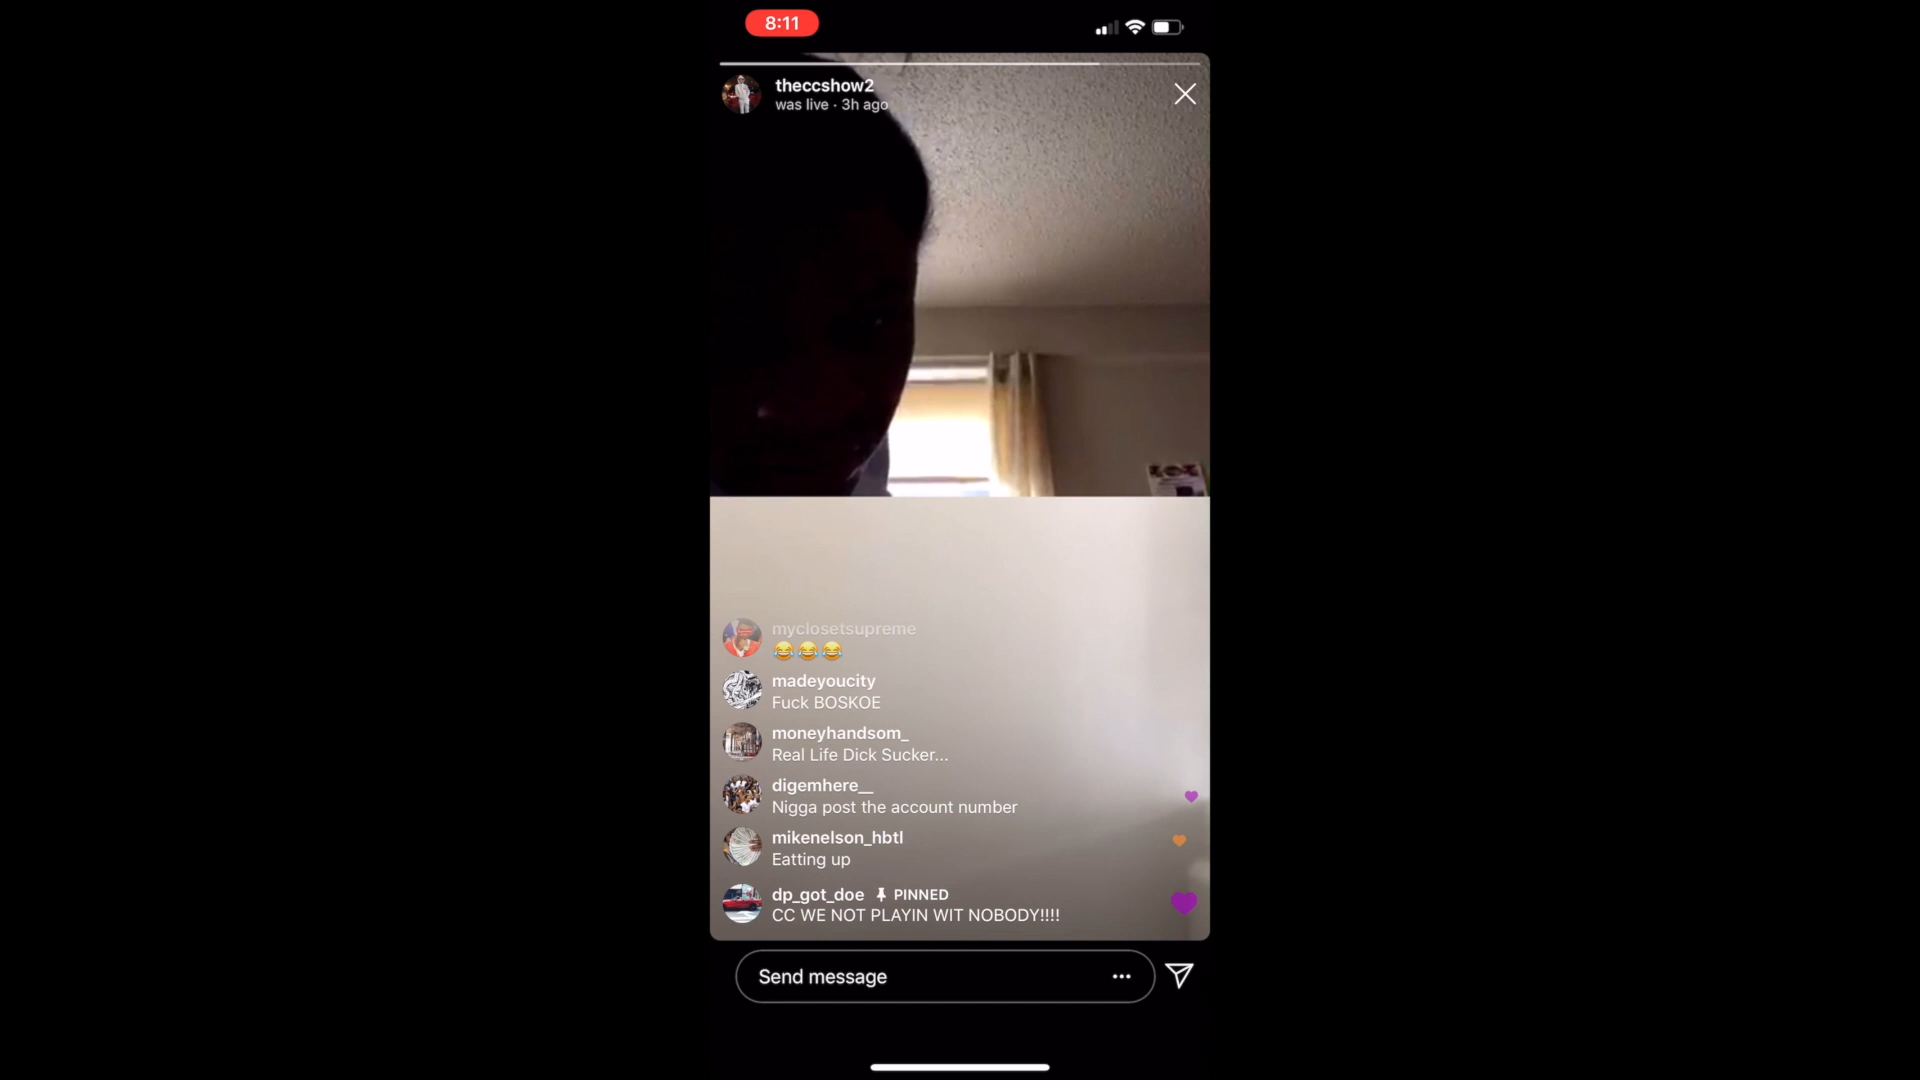 8:11
theccshow2
was live · 3h ago
myclosetsupreme
😂😂😂
madeyoucity
Fuck BOSKOE
moneyhandsom_
Real Life Dick Sucker...
digemhere__
Nigga post the account number
mikenelson_hbtl
Eatting up
dp_got_doe PINNED
CC WE NOT PLAYIN WIT NOBODY!!!!
Send message